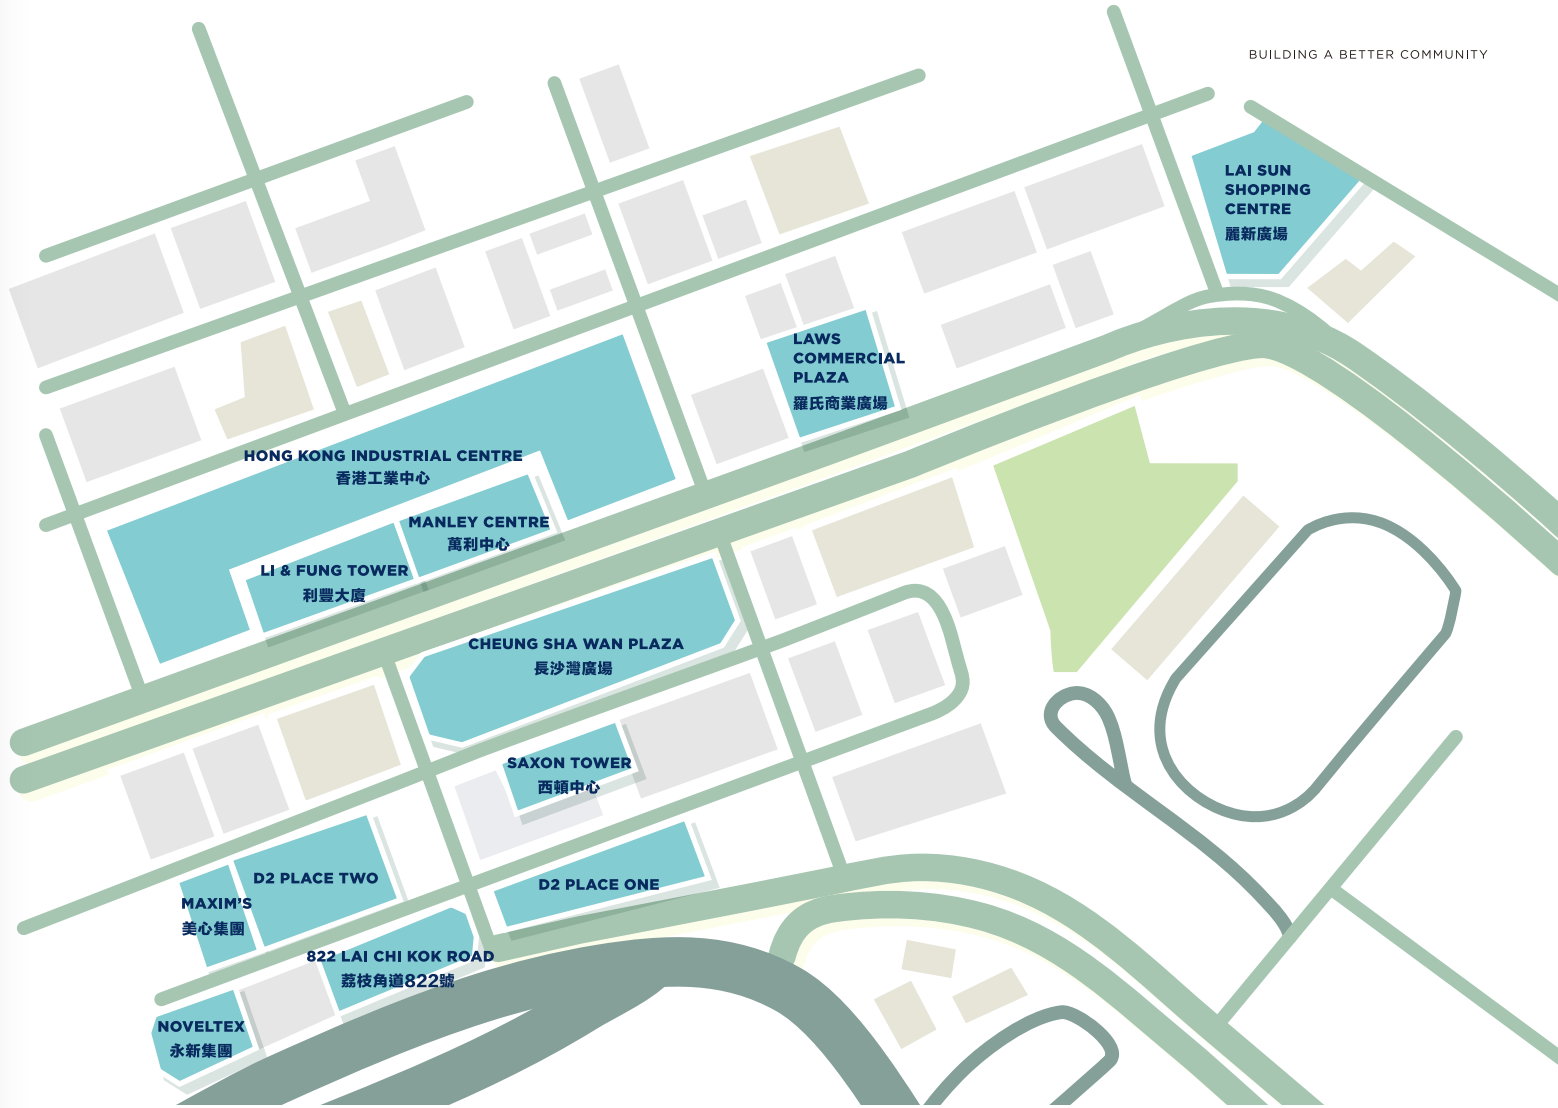 BUILDING A BETTER COMMUNITY
LAI SUN
SHOPPING
CENTRE
麗新廣場
LAWS
COMMERCIAL
PLAZA
羅氏商業廣場
HONG KONG INDUSTRIAL CENTRE
香港工業中心
MANLEY CENTRE
萬利中心
LI & FUNG TOWER
利豐大廈
CHEUNG SHA WAN PLAZA
長沙灣廣場
SAXON TOWER
西頓中心
D2 PLACE TWO
D2 PLACE ONE
MAXIM'S
美心集團
822 LAI CHI KOK ROAD
荔枝角道822號
NOVELTEX
永新集團